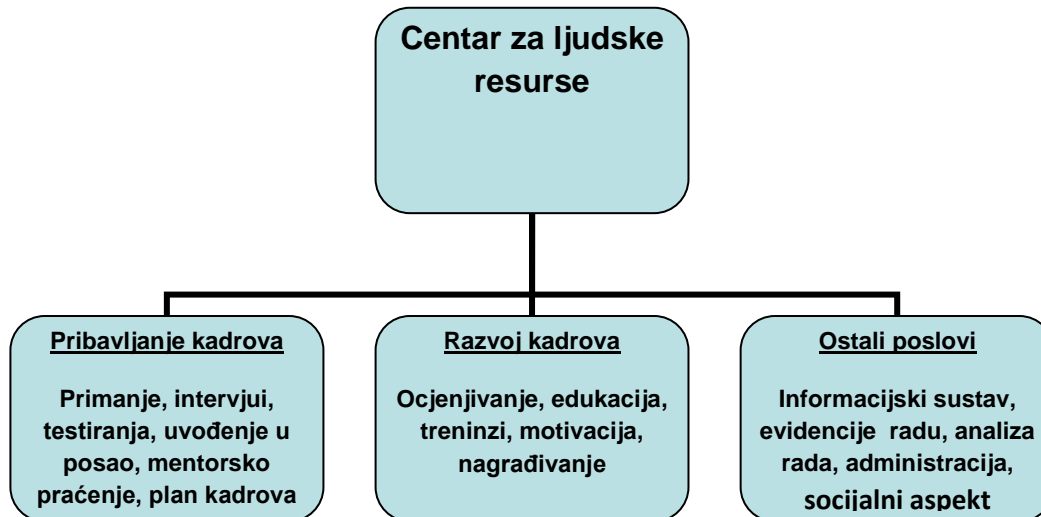 Centar za ljudske
resurse
Pribavljanje kadrova
Primanje, intervjui,
testiranja, uvođenje u
posao, mentorsko
praćenje, plan kadrova
Razvoj kadrova
Ocjenjivanje, edukacija,
treninzi, motivacija,
nagrađivanje
Ostali poslovi
Informacijski sustav,
evidencije  radu, analiza
rada, administracija,
socijalni aspekt